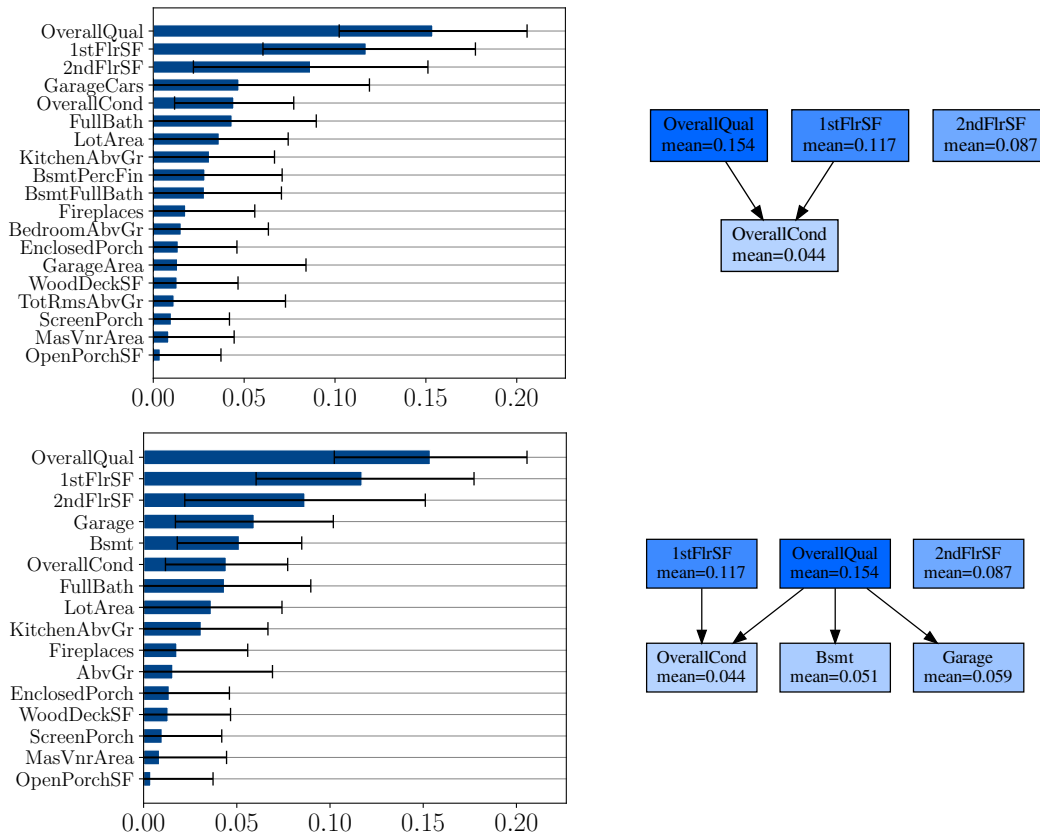 OverallQual
1stFlrSF
2ndFlrSF
GarageCars
OverallCond
FullBath
LotArea
KitchenAbvGr
BsmtPercFin
BsmtFullBath
Fireplaces
BedroomAbvGr
EnclosedPorch
GarageArea
WoodDeckSF
TotRmsAbvGr
ScreenPorch
MasVnrArea
OpenPorchSF
0.00 0.05 0.10 0.15 0.20
OverallQual
mean=0.154
1stFlrSF
mean=0.117
2ndFlrSF
mean=0.087
OverallCond
mean=0.044
OverallQual
1stFlrSF
2ndFlrSF
Garage
Bsmt
OverallCond
FullBath
LotArea
KitchenAbvGr
Fireplaces
AbvGr
EnclosedPorch
WoodDeckSF
ScreenPorch
MasVnrArea
OpenPorchSF
0.00 0.05 0.10 0.15 0.20
1stFlrSF
mean=0.117
OverallQual
mean=0.154
2ndFlrSF
mean=0.087
OverallCond
mean=0.044
Bsmt
mean=0.051
Garage
mean=0.059